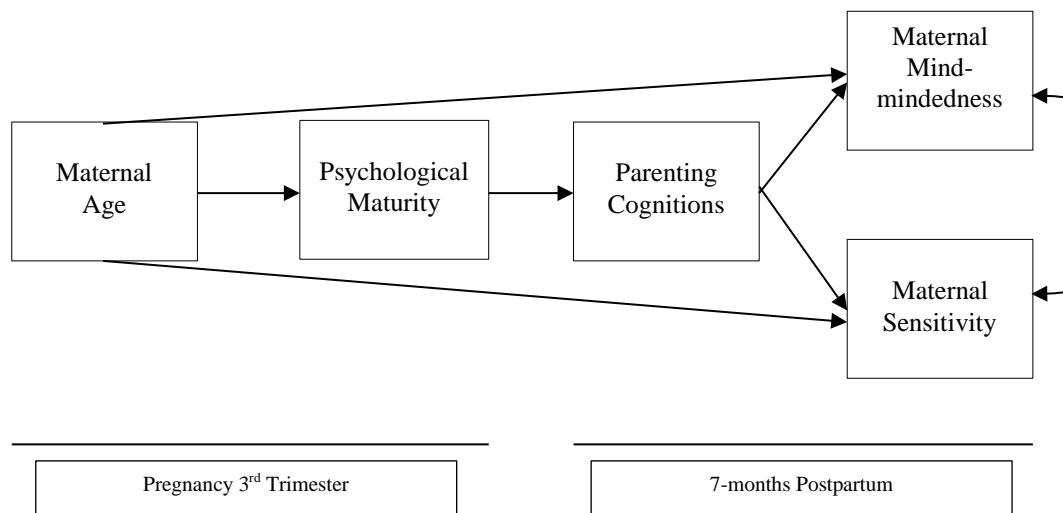 Maternal
Mind-
mindedness
Maternal
Age
Psychological
Maturity
Parenting
Cognitions
Maternal
Sensitivity
Pregnancy 3rd Trimester
7-months Postpartum